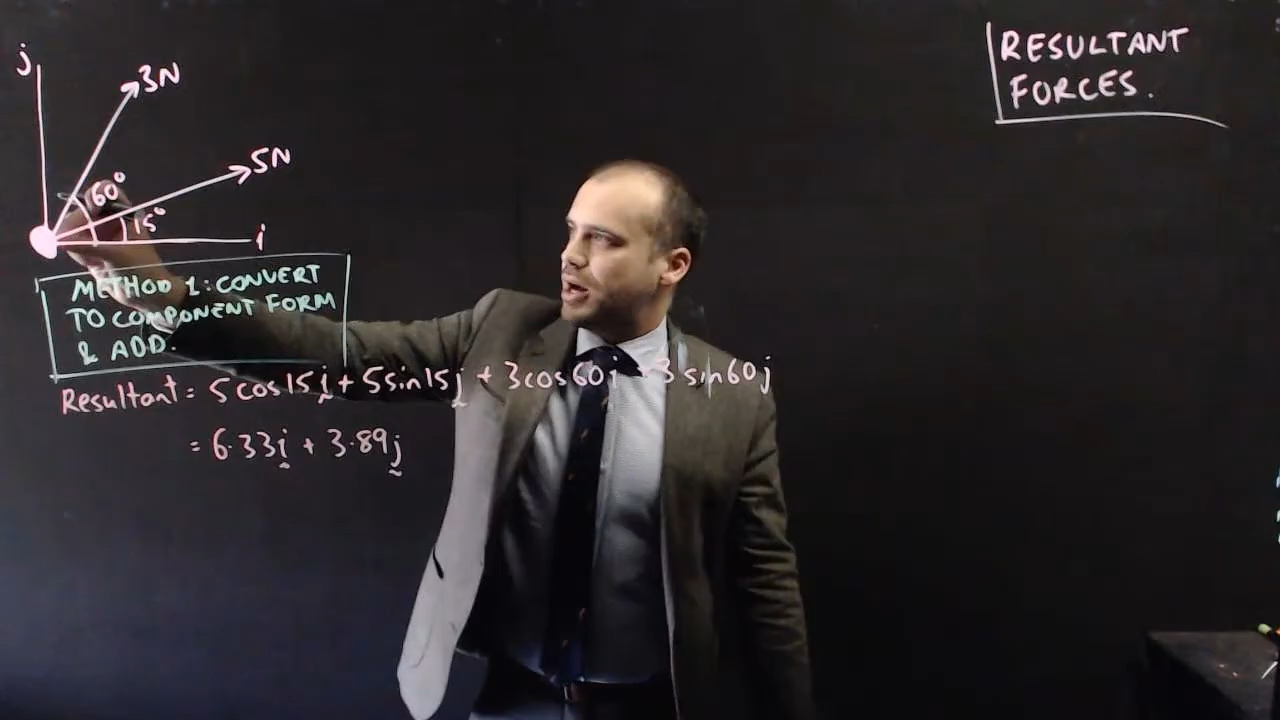 RESULTANT
FORCES.
j
3N
5N
60°
15°
i
METHOD 1: CONVERT
TO COMPONENT FORM
& ADD.
Resultant = 5cos15i + 5sin15j + 3cos60i + 3sin60j
= 6.33i + 3.89j